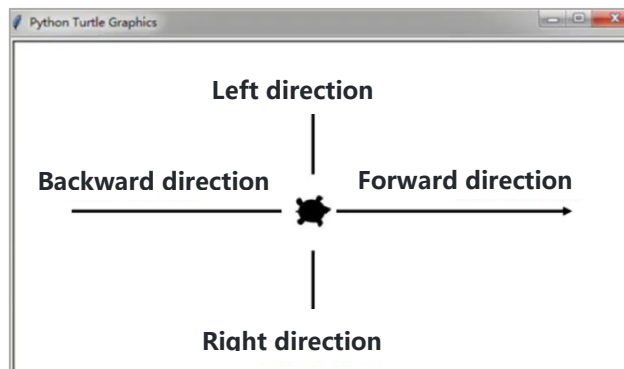 Python Turtle Graphics
Left direction
Backward direction
Forward direction
Right direction